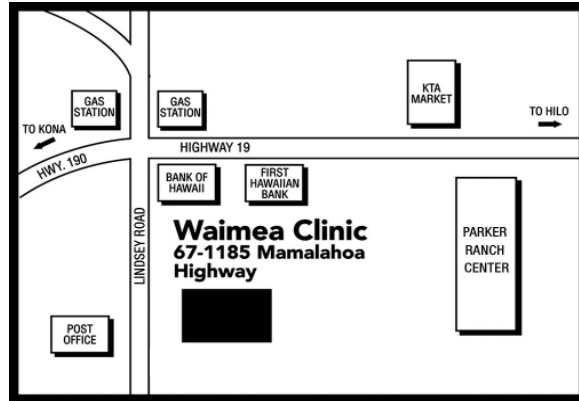 KTA
MARKET
GAS
STATION
GAS
STATION
TO HILO
TO KONA
HIGHWAY 19
HWY. 190
BANK OF
HAWAII
FIRST
HAWAIIAN
BANK
LINDSEY ROAD
Waimea Clinic
67-1185 Mamalahoa
Highway
PARKER
RANCH
CENTER
POST
OFFICE